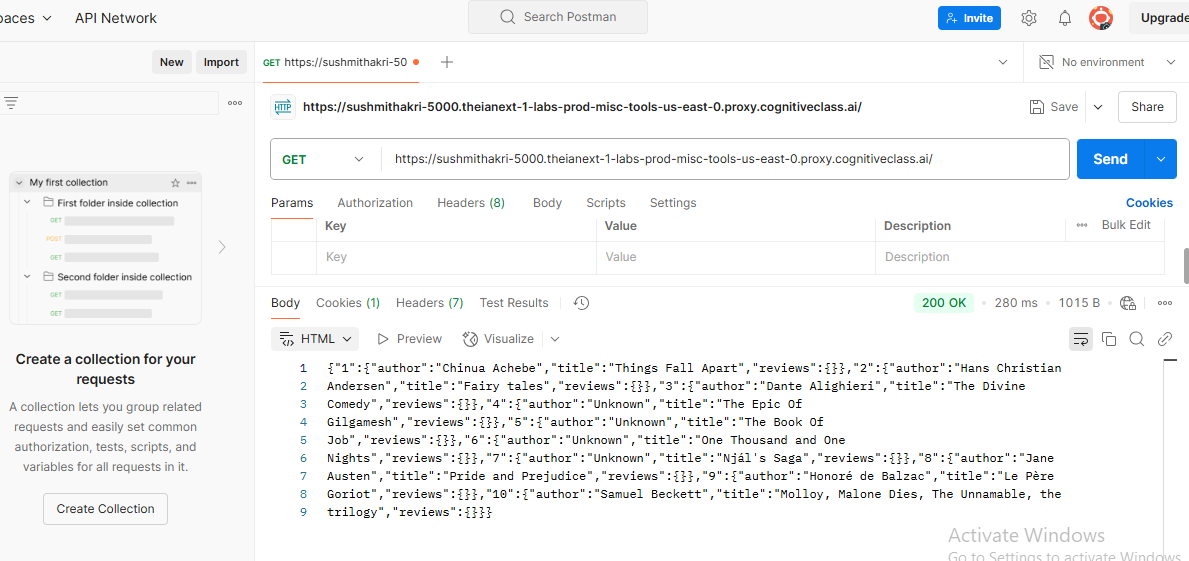 paces
API Network
Search Postman
Invite
Upgrade
New
Import
GET https://sushmithakri-50
No environment
HTTP
https://sushmithakri-5000.theianext-1-labs-prod-misc-tools-us-east-0.proxy.cognitiveclass.ai/
Save
Share
GET
https://sushmithakri-5000.theianext-1-labs-prod-misc-tools-us-east-0.proxy.cognitiveclass.ai/
Send
My first collection
First folder inside collection
GET
POST
GET
Second folder inside collection
GET
GET
Create a collection for your
requests
A collection lets you group related
requests and easily set common
authorization, tests, scripts, and
variables for all requests in it.
Create Collection
Params Authorization Headers (8) Body Scripts Settings
Cookies
Key Value Description Bulk Edit
Key Value Description
Body Cookies (1) Headers (7) Test Results
200 OK 280 ms 1015 B
HTML Preview Visualize
1 {"1":{"author":"Chinua Achebe","title":"Things Fall Apart","reviews":{}},"2":{"author":"Hans Christian
2 Andersen","title":"Fairy tales","reviews":{}},"3":{"author":"Dante Alighieri","title":"The Divine
3 Comedy","reviews":{}},"4":{"author":"Unknown","title":"The Epic Of
4 Gilgamesh","reviews":{}},"5":{"author":"Unknown","title":"The Book Of
5 Job","reviews":{}},"6":{"author":"Unknown","title":"One Thousand and One
6 Nights","reviews":{}},"7":{"author":"Unknown","title":"Njál's Saga","reviews":{}},"8":{"author":"Jane
7 Austen","title":"Pride and Prejudice","reviews":{}},"9":{"author":"Honoré de Balzac","title":"Le Père
8 Goriot","reviews":{}},"10":{"author":"Samuel Beckett","title":"Molloy, Malone Dies, The Unnamable, the
9 trilogy","reviews":{}}}
Activate Windows
Go to Settings to activate Windows